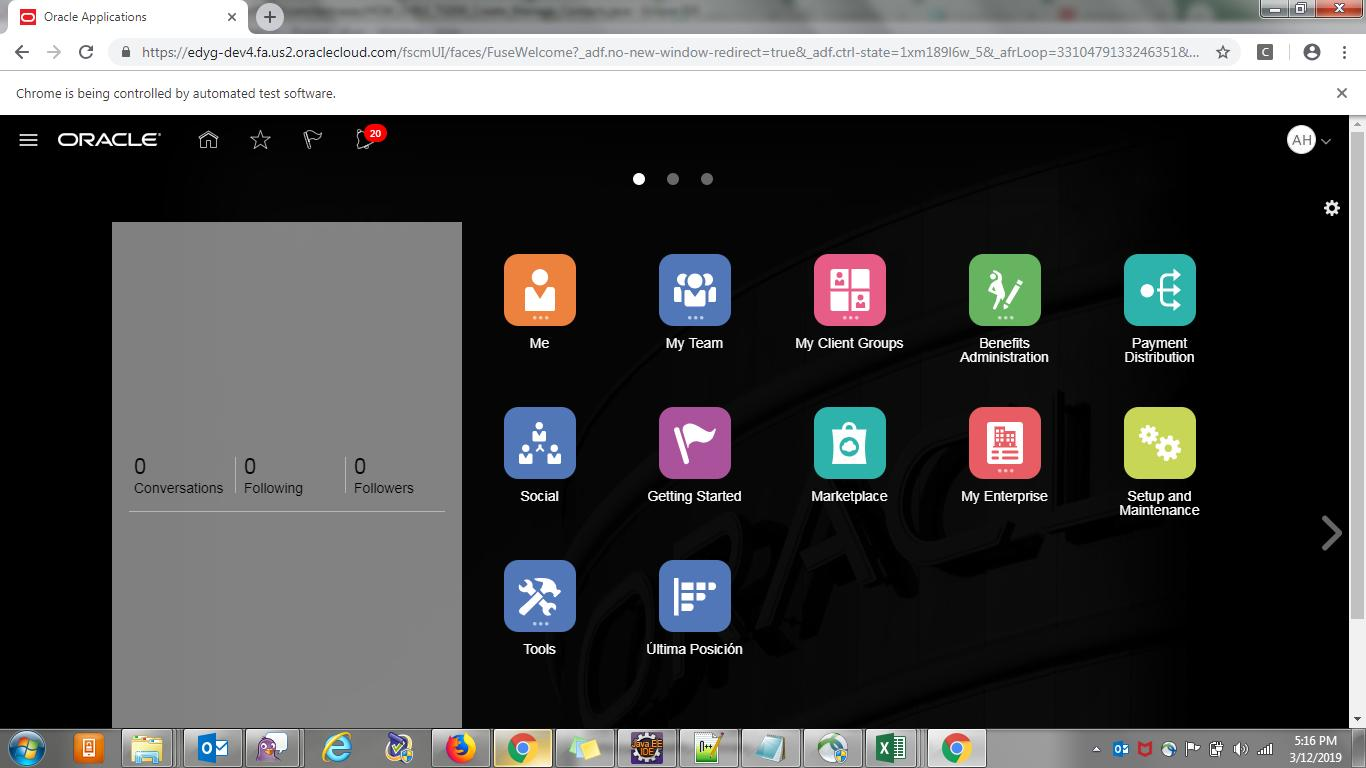 Oracle Applications
https://edyg-dev4.fa.us2.oraclecloud.com/fscmUI/faces/FuseWelcome?_adf.no-new-window-redirect=true&_adf.ctrl-state=1xm189l6w_5&_afrLoop=3310479133246351&...
C
Chrome is being controlled by automated test software.
ORACLE
20
AH
Me
My Team
My Client Groups
Benefits
Administration
Payment
Distribution
0
Conversations
0
Following
0
Followers
Social
Getting Started
Marketplace
My Enterprise
Setup and
Maintenance
Tools
Última Posición
Java EE
IDE
5:16 PM
3/12/2019